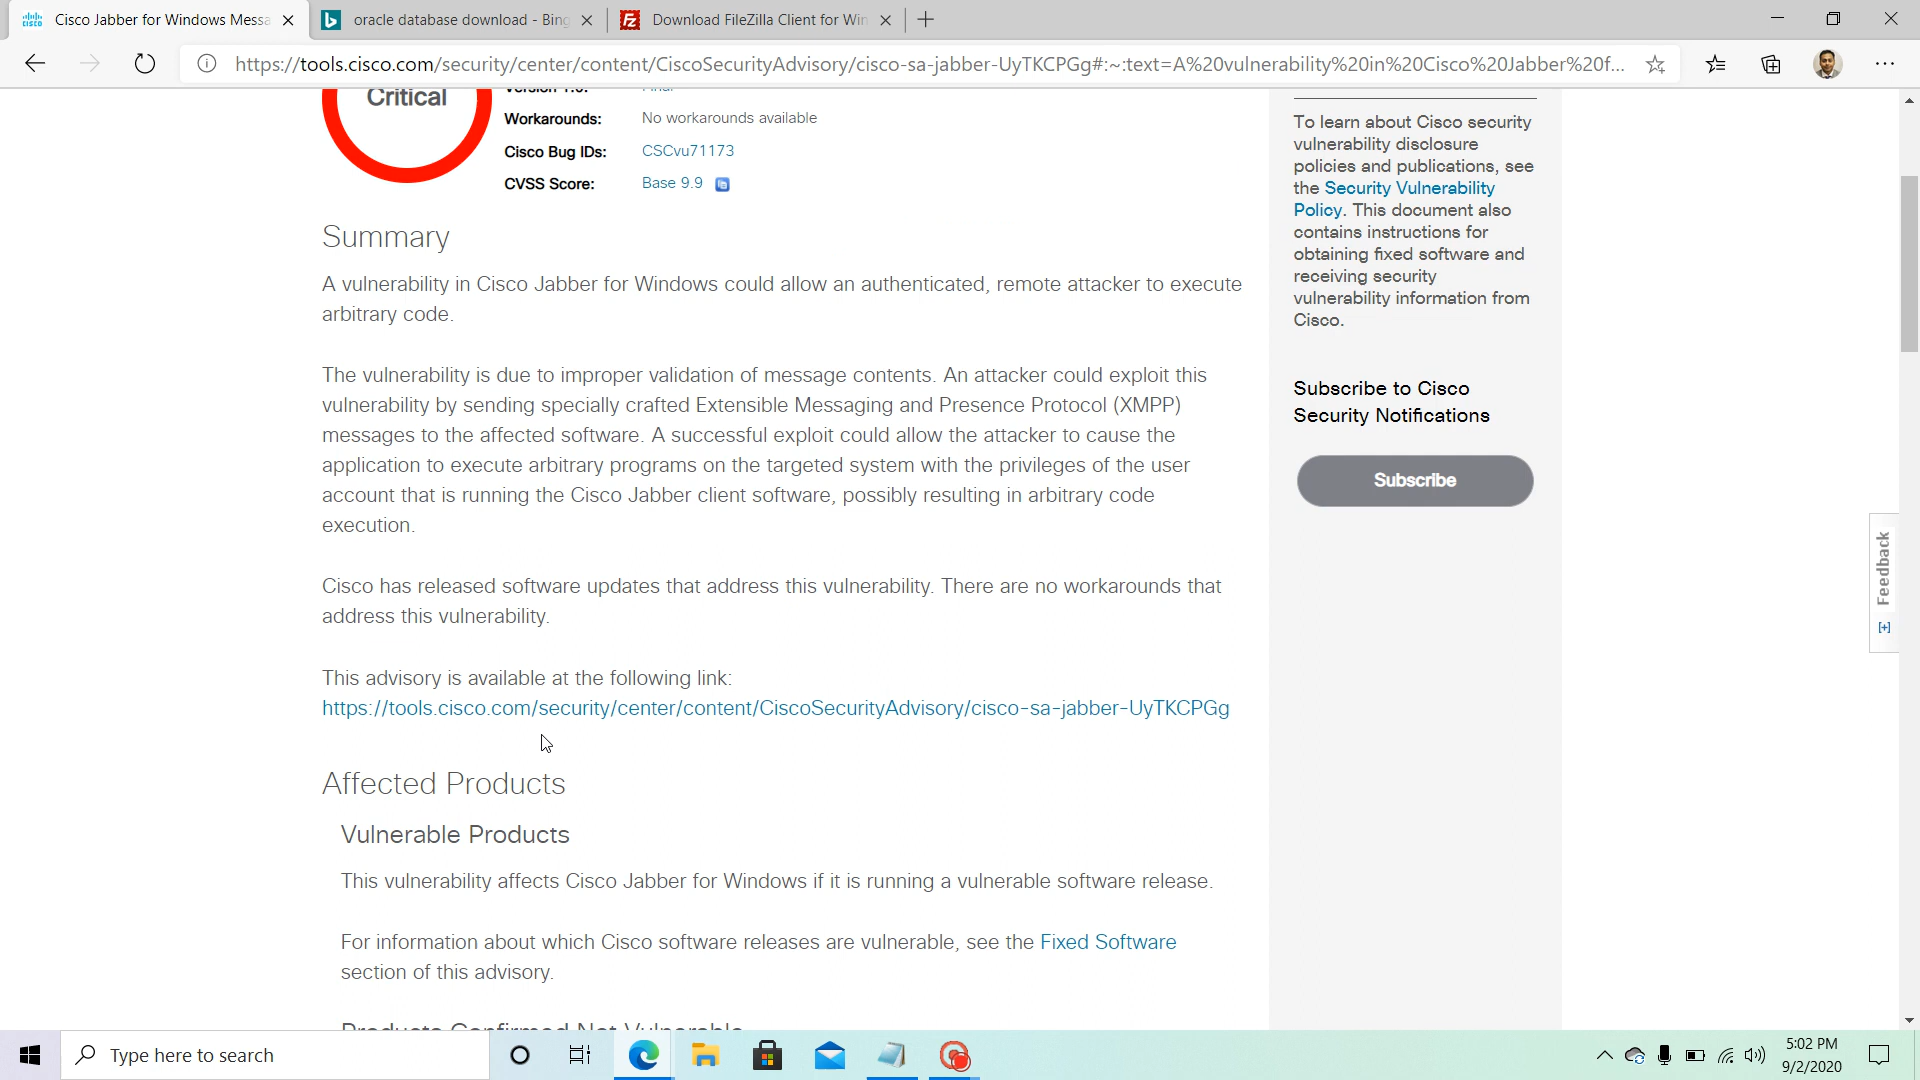 Cisco Jabber for Windows Messa
oracle database download - Bing
Download FileZilla Client for Win
https://tools.cisco.com/security/center/content/CiscoSecurityAdvisory/cisco-sa-jabber-UyTKCPGg#:~:text=A%20vulnerability%20in%20Cisco%20Jabber%20f...
Critical
Version 1.0: Final
Workarounds: No workarounds available
Cisco Bug IDs: CSCvu71173
CVSS Score: Base 9.9
Summary
A vulnerability in Cisco Jabber for Windows could allow an authenticated, remote attacker to execute
arbitrary code.
The vulnerability is due to improper validation of message contents. An attacker could exploit this
vulnerability by sending specially crafted Extensible Messaging and Presence Protocol (XMPP)
messages to the affected software. A successful exploit could allow the attacker to cause the
application to execute arbitrary programs on the targeted system with the privileges of the user
account that is running the Cisco Jabber client software, possibly resulting in arbitrary code
execution.
Cisco has released software updates that address this vulnerability. There are no workarounds that
address this vulnerability.
This advisory is available at the following link:
https://tools.cisco.com/security/center/content/CiscoSecurityAdvisory/cisco-sa-jabber-UyTKCPGg
Affected Products
Vulnerable Products
This vulnerability affects Cisco Jabber for Windows if it is running a vulnerable software release.
For information about which Cisco software releases are vulnerable, see the Fixed Software
section of this advisory.
Products Confirmed Not Vulnerable
To learn about Cisco security
vulnerability disclosure
policies and publications, see
the Security Vulnerability
Policy. This document also
contains instructions for
obtaining fixed software and
receiving security
vulnerability information from
Cisco.
Subscribe to Cisco
Security Notifications
Subscribe
Feedback
[+]
Type here to search
5:02 PM
9/2/2020